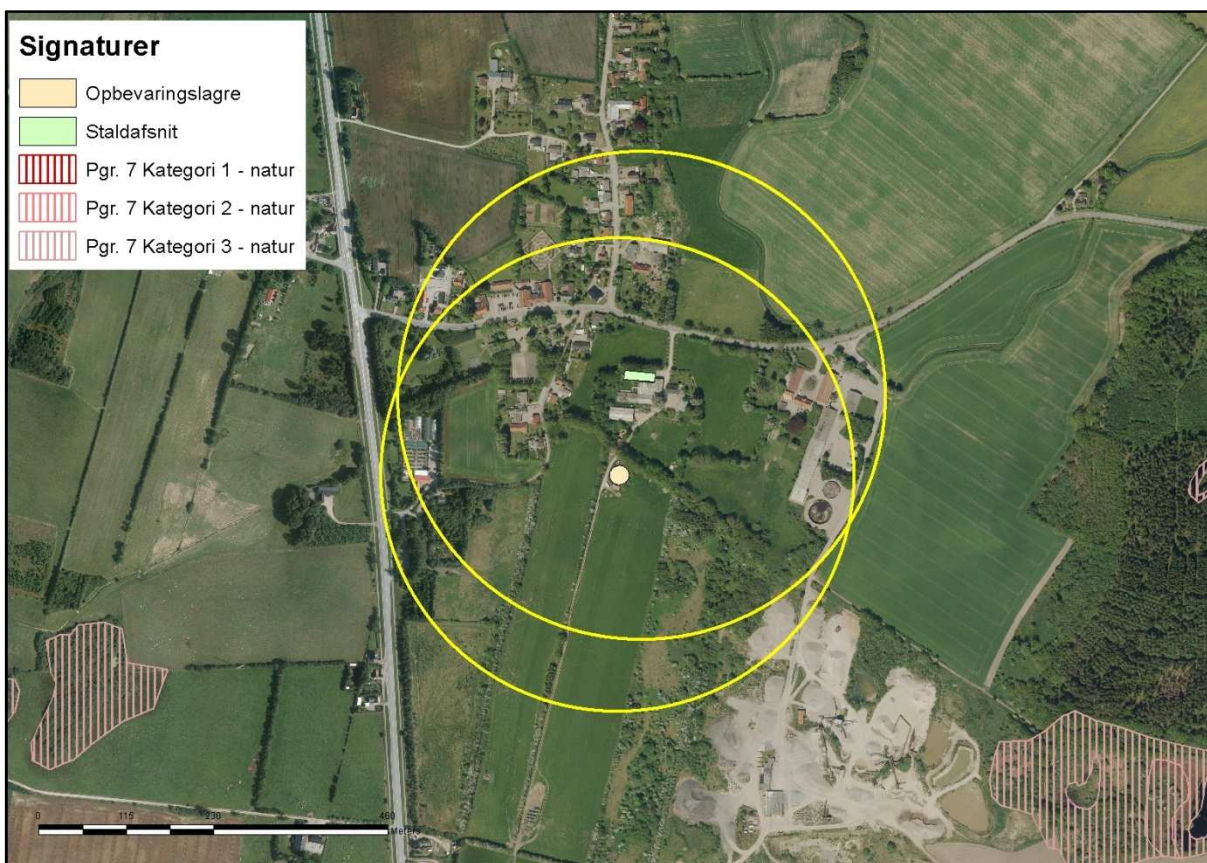 Signaturer
Opbevaringslagre
Staldafsnit
Pgr. 7 Kategori 1 - natur
Pgr. 7 Kategori 2 - natur
Pgr. 7 Kategori 3 - natur
0 115 230 460
Meters